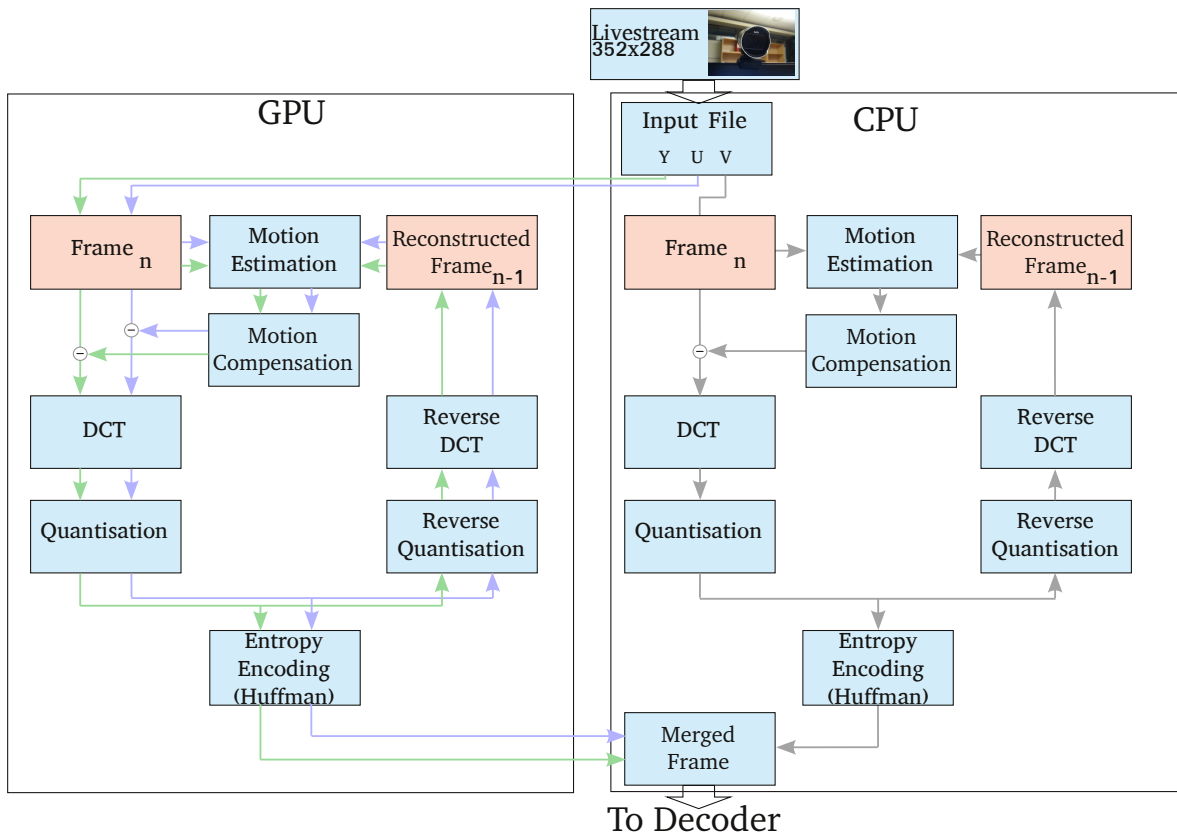 Livestream
352x288
GPU
CPU
Input File
Y U V
Frame n
Motion
Estimation
Reconstructed
Frame n-1
Motion
Compensation
DCT
Reverse
DCT
Quantisation
Reverse
Quantisation
Entropy
Encoding
(Huffman)
Frame n
Motion
Estimation
Reconstructed
Frame n-1
Motion
Compensation
DCT
Reverse
DCT
Quantisation
Reverse
Quantisation
Entropy
Encoding
(Huffman)
Merged
Frame
To Decoder